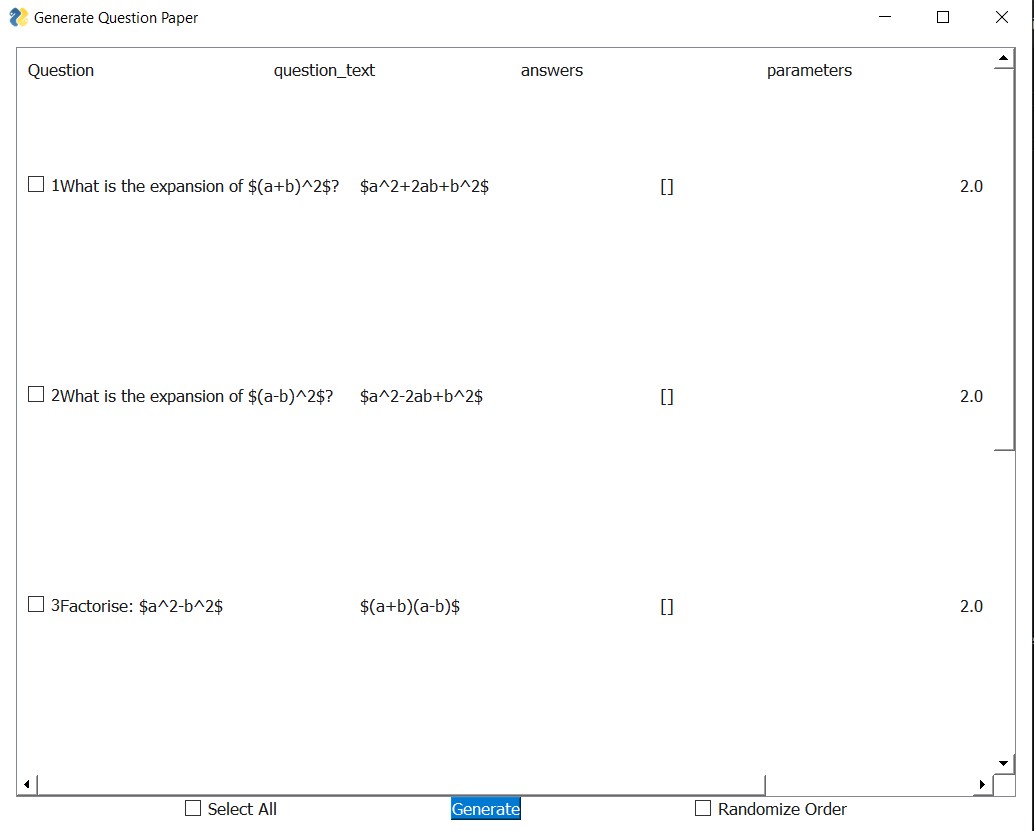 Generate Question Paper
Question question_text answers parameters
1What is the expansion of $(a+b)^2$? $a^2+2ab+b^2$ [] 2.0
2What is the expansion of $(a-b)^2$? $a^2-2ab+b^2$ [] 2.0
3Factorise: $a^2-b^2$ $(a+b)(a-b)$ [] 2.0
Select All Generate Randomize Order